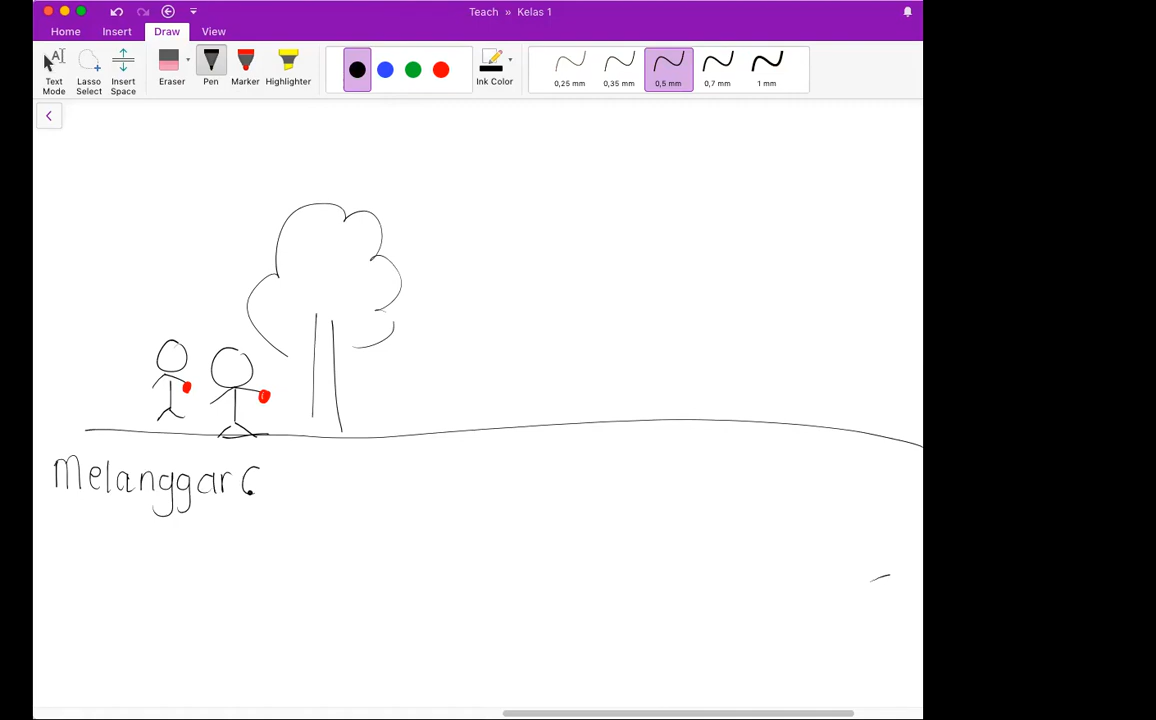 Teach » Kelas 1
Home Insert Draw View
Text Mode
Lasso Select
Insert Space
Eraser
Pen
Marker
Highlighter
Ink Color
0,25 mm
0,35 mm
0,5 mm
0,7 mm
1 mm
Melanggar